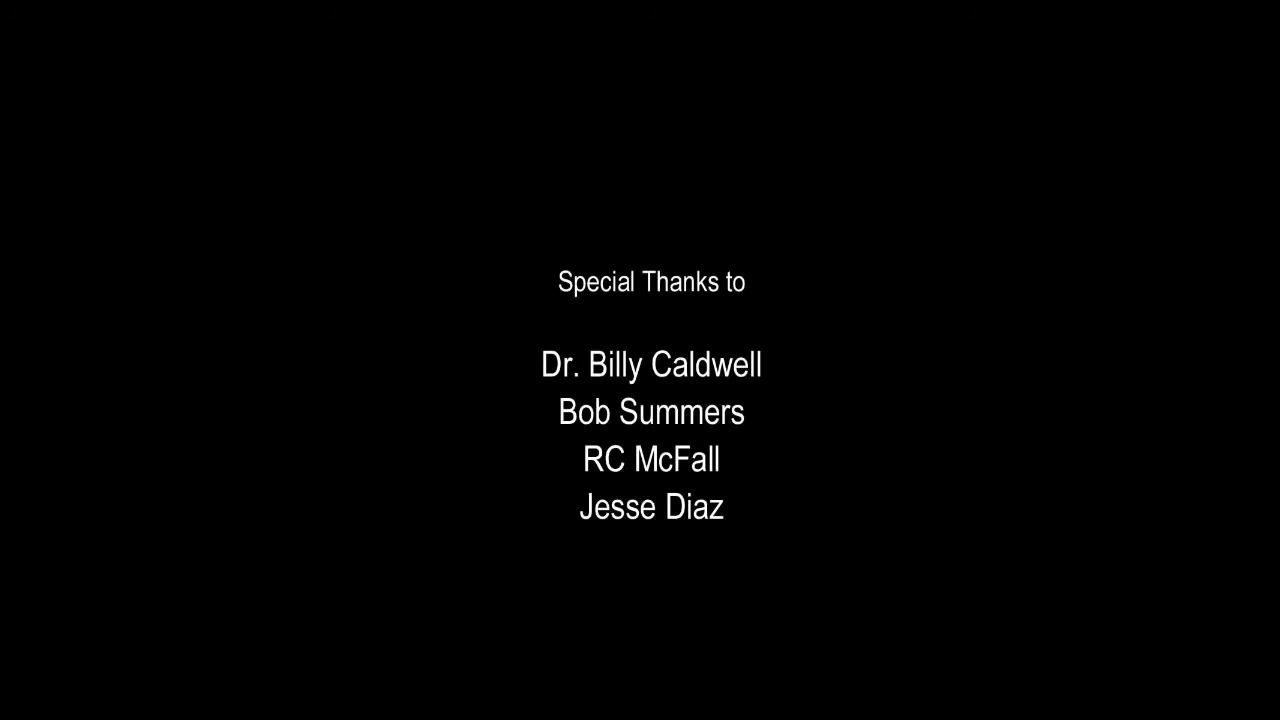 Special Thanks to
Dr. Billy Caldwell
Bob Summers
RC McFall
Jesse Diaz